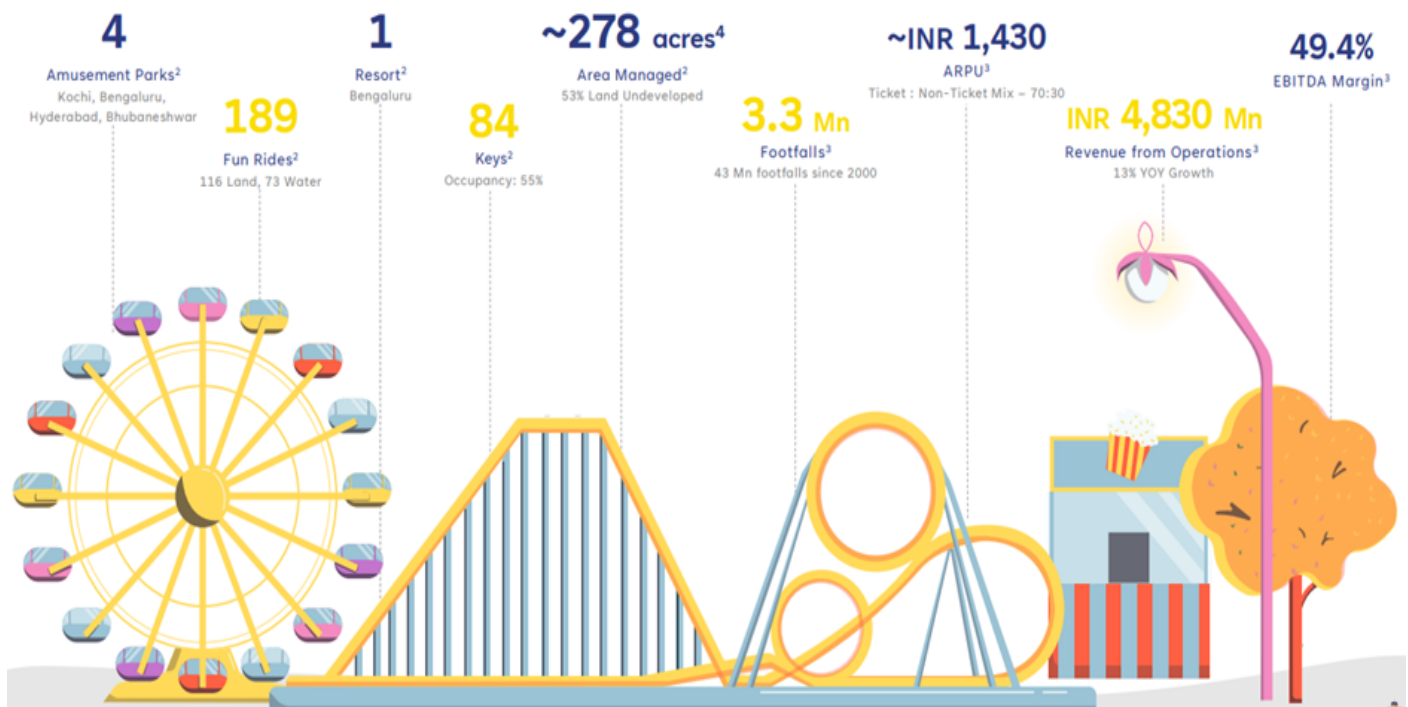 4
Amusement Parks²
Kochi, Bengaluru,
Hyderabad, Bhubaneshwar
189
Fun Rides²
116 Land, 73 Water
1
Resort²
Bengaluru
84
Keys²
Occupancy: 55%
~278 acres⁴
Area Managed²
53% Land Undeveloped
3.3 Mn
Footfalls³
43 Mn footfalls since 2000
~INR 1,430
ARPU³
Ticket : Non-Ticket Mix – 70:30
INR 4,830 Mn
Revenue from Operations³
13% YOY Growth
49.4%
EBITDA Margin³